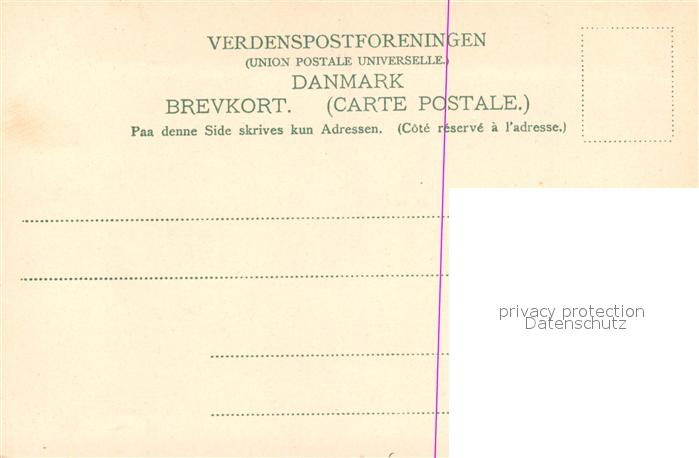 VERDENSPOSTFORENINGEN
(UNION POSTALE UNIVERSELLE.)
DANMARK
BREVKORT. (CARTE POSTALE.)
Paa denne Side skrives kun Adressen. (Côté réservé à l'adresse.)
privacy protection
Datenschutz